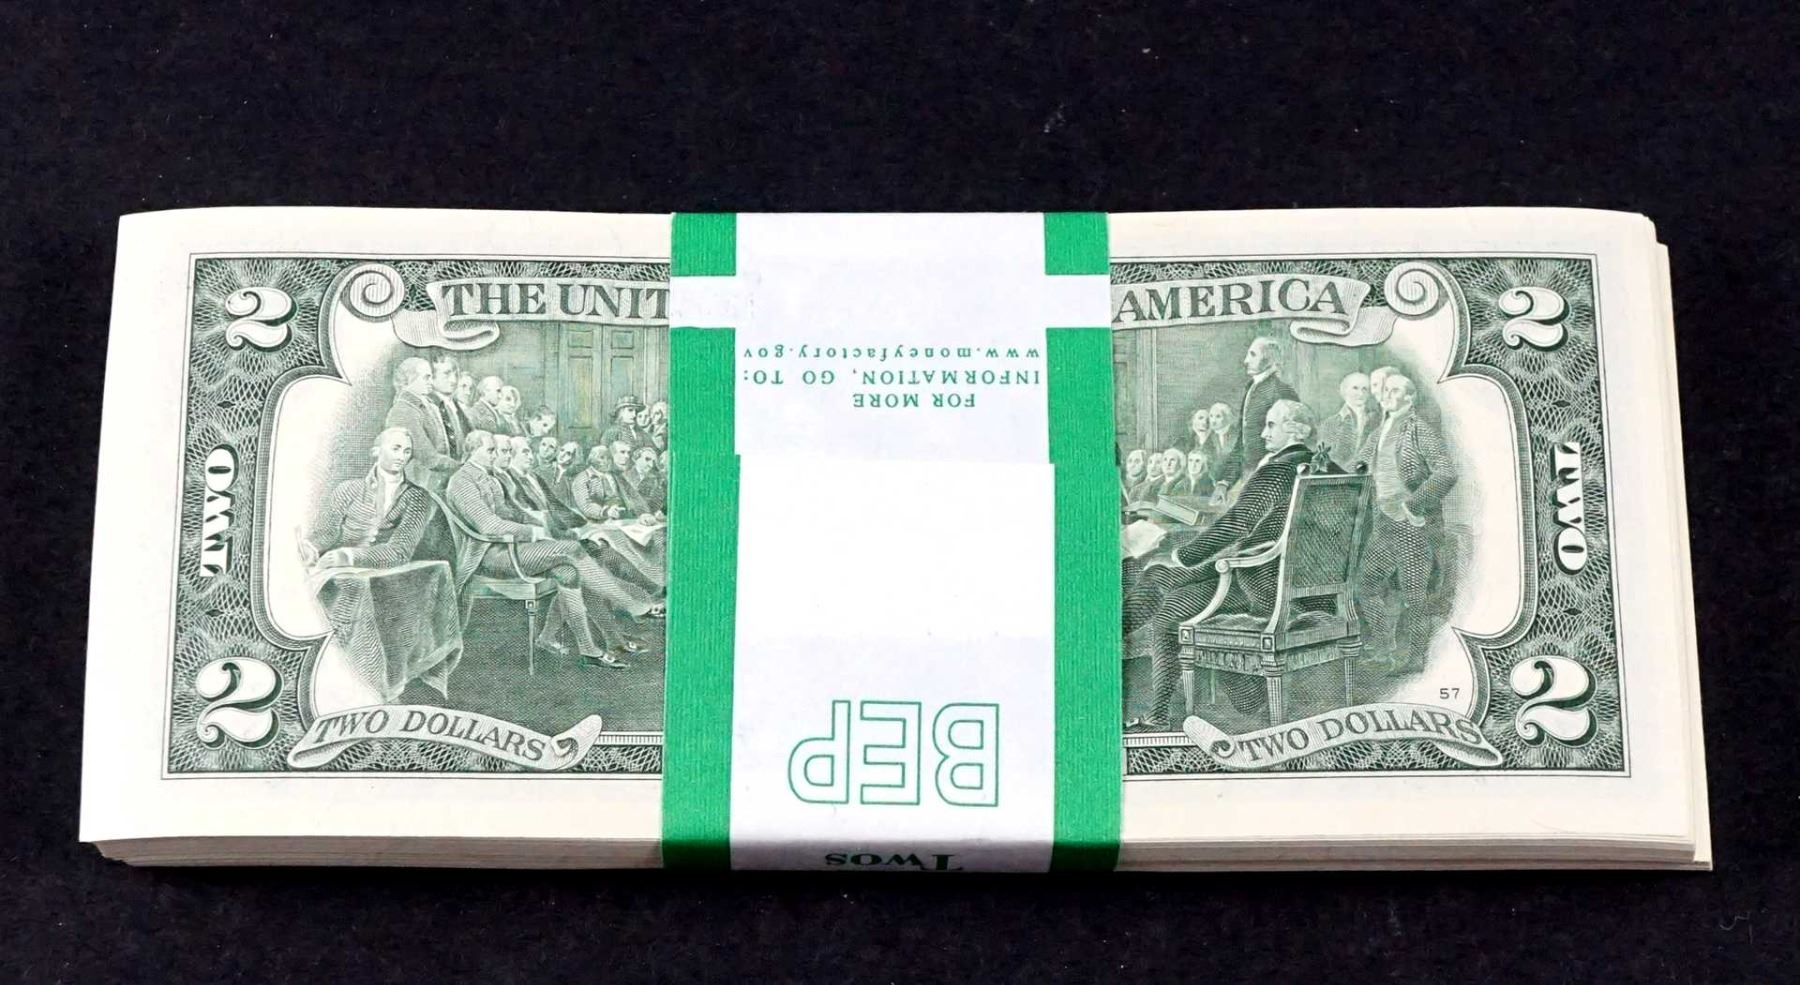 2
THE UNIT
AMERICA
2
FOR MORE
INFORMATION, GO TO:
www.moneyfactory.gov
TWO
TWO
BEP
57
2
TWO DOLLARS
TWO DOLLARS
2
Twos